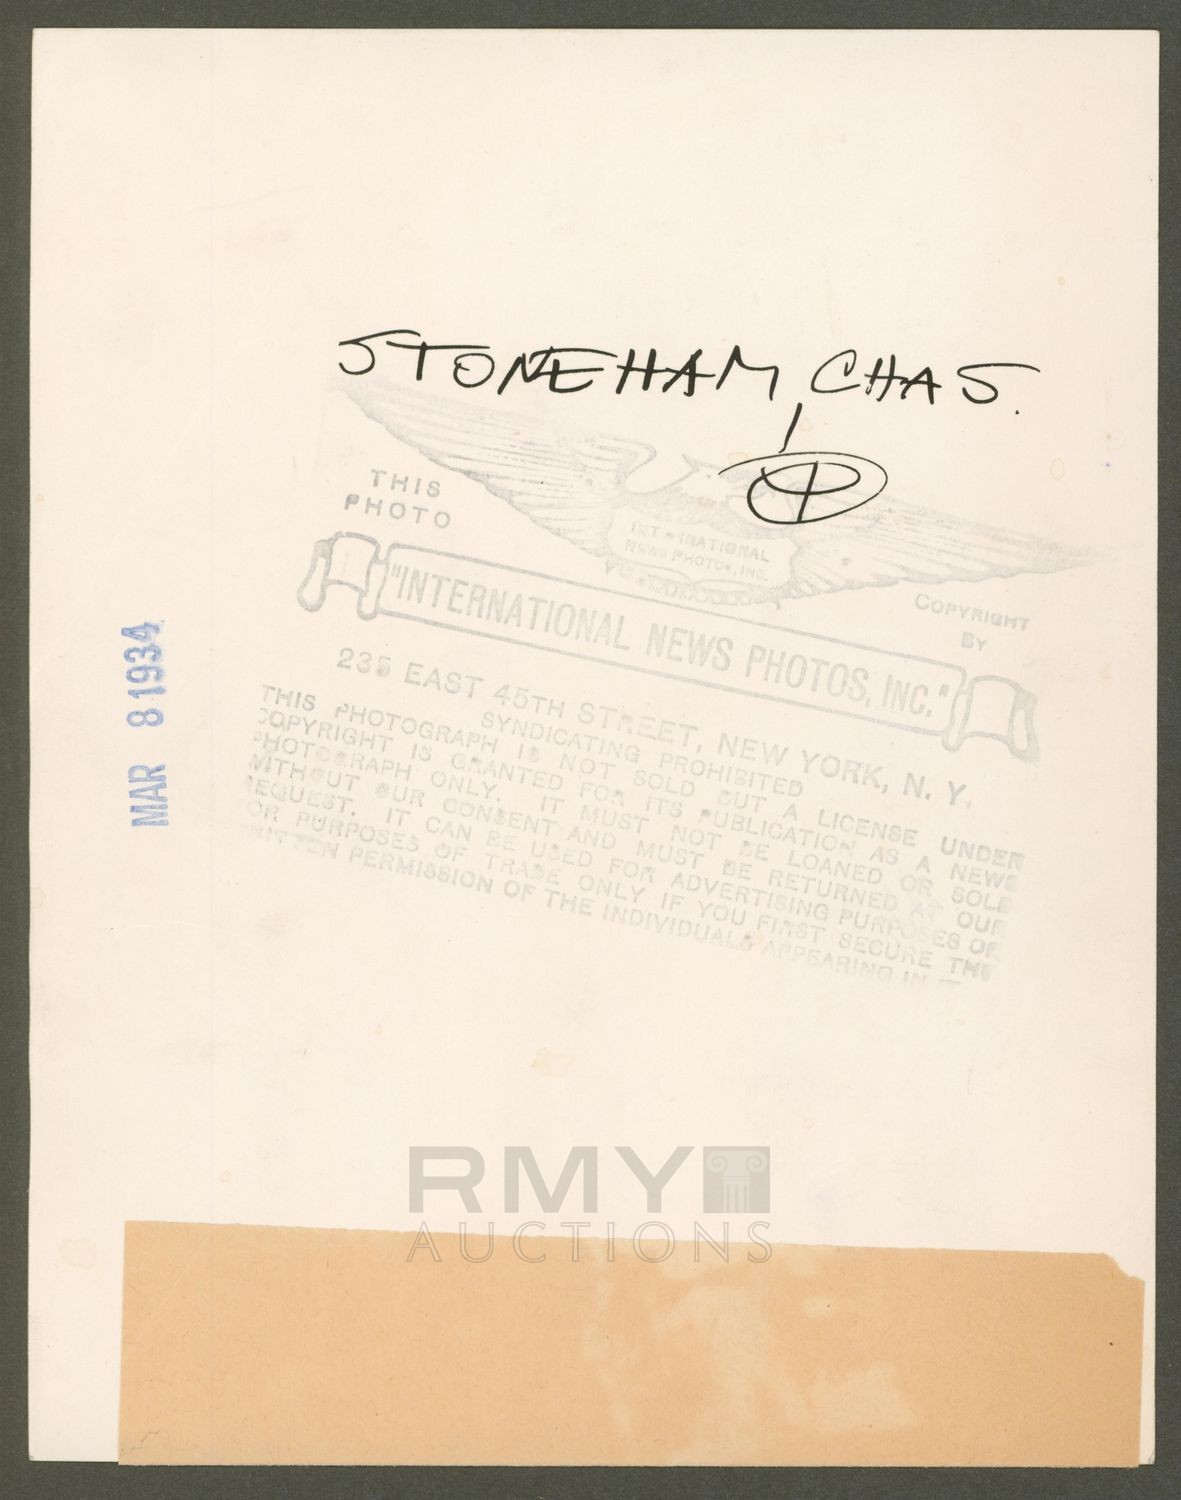 STONEHAM, CHAS.
THIS
PHOTO
INTERNATIONAL
NEWS PHOTOS, INC.
COPYRIGHT
BY
"INTERNATIONAL NEWS PHOTOS, INC."
235 EAST 45TH STREET, NEW YORK, N. Y.
SYNDICATING PROHIBITED
THIS PHOTOGRAPH IS NOT SOLD BUT A LICENSE UNDER
COPYRIGHT IS GRANTED FOR ITS PUBLICATION AS A NEWS
PHOTOGRAPH ONLY. IT MUST NOT BE LOANED OR SOLD
WITHOUT OUR CONSENT AND MUST BE RETURNED AT OUR
REQUEST. IT CAN BE USED FOR ADVERTISING PURPOSES OR
FOR PURPOSES OF TRADE ONLY IF YOU FIRST SECURE THE
WRITTEN PERMISSION OF THE INDIVIDUALS APPEARING IN IT
MAR 8 1934
RMY
AUCTIONS